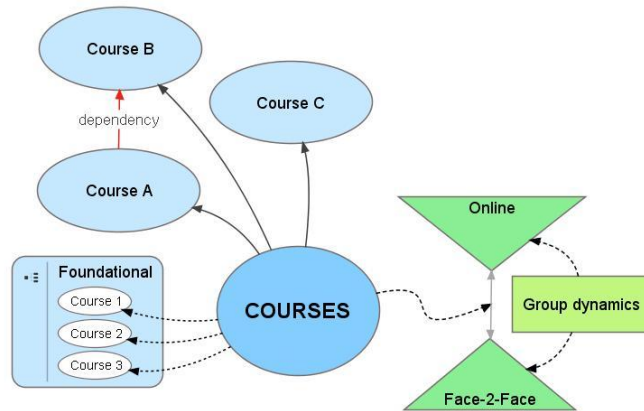 Course B
Course C
dependency
Course A
Online
Foundational
Course 1
COURSES
Group dynamics
Course 2
Course 3
Face-2-Face